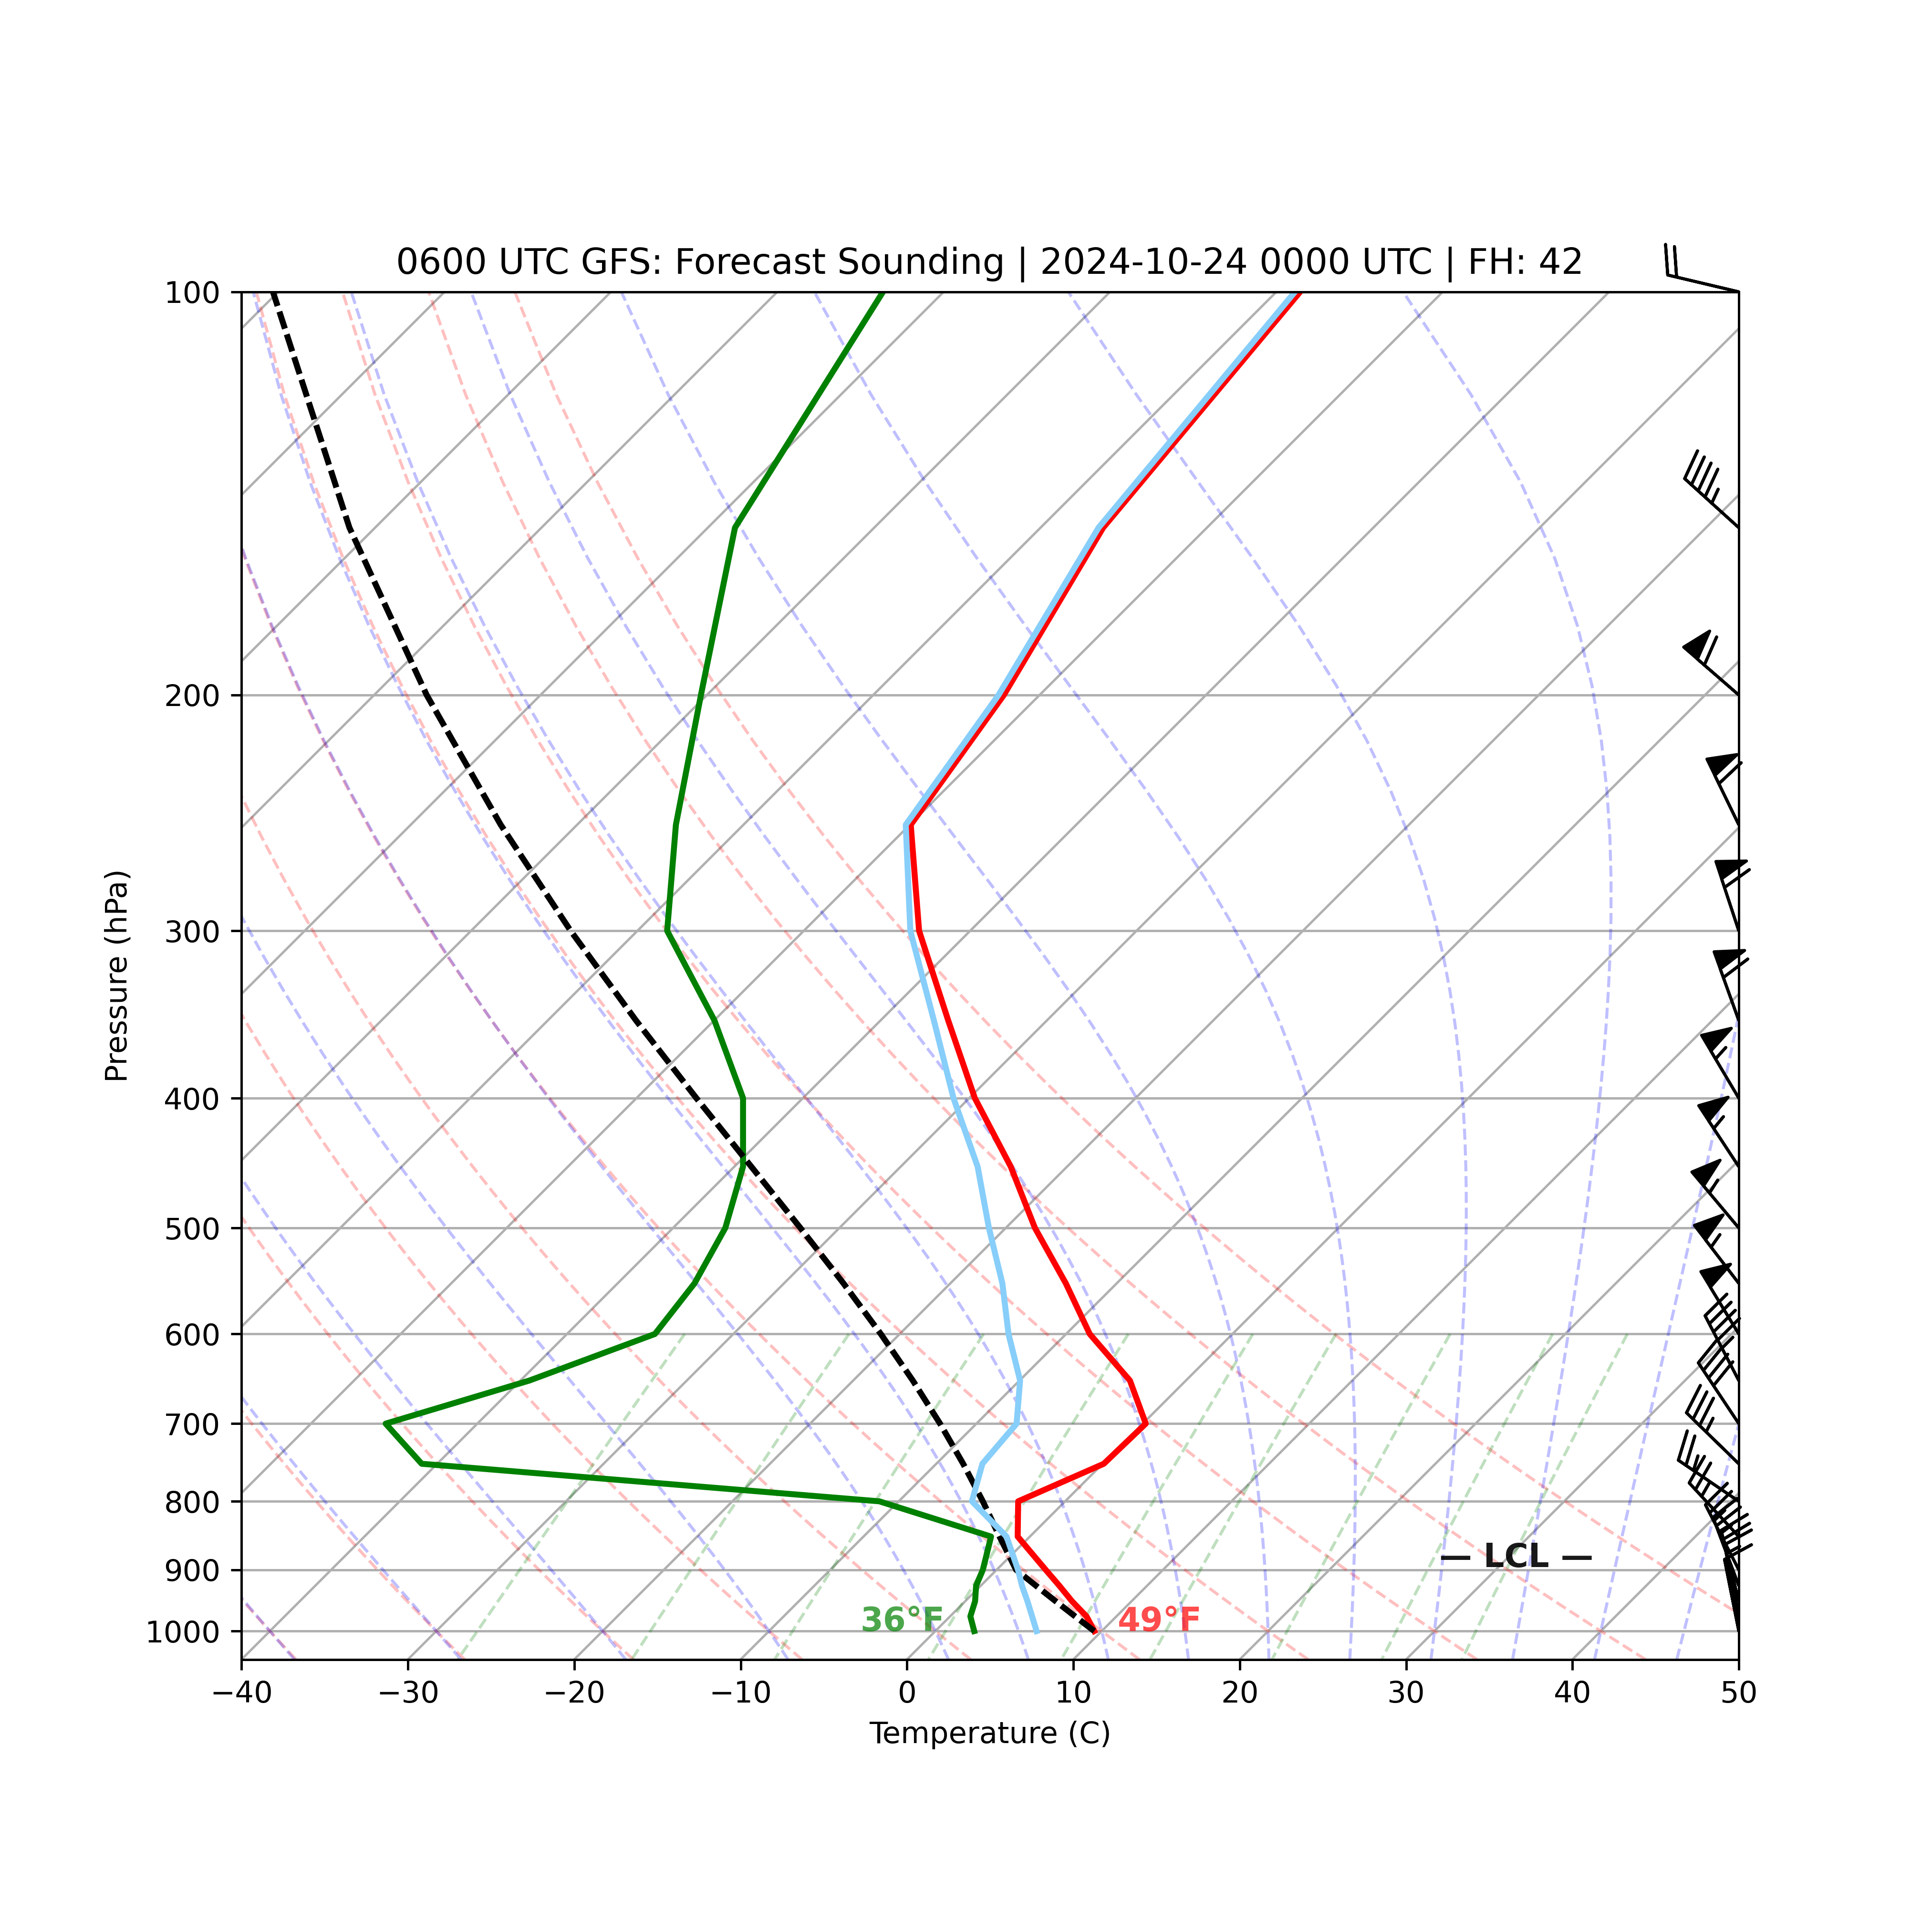 0600 UTC GFS: Forecast Sounding | 2024-10-24 0000 UTC | FH: 42
100
200
300
400
500
600
700
800
900
1000
Pressure (hPa)
— LCL —
36°F
49°F
−40 −30 −20 −10 0 10 20 30 40 50
Temperature (C)